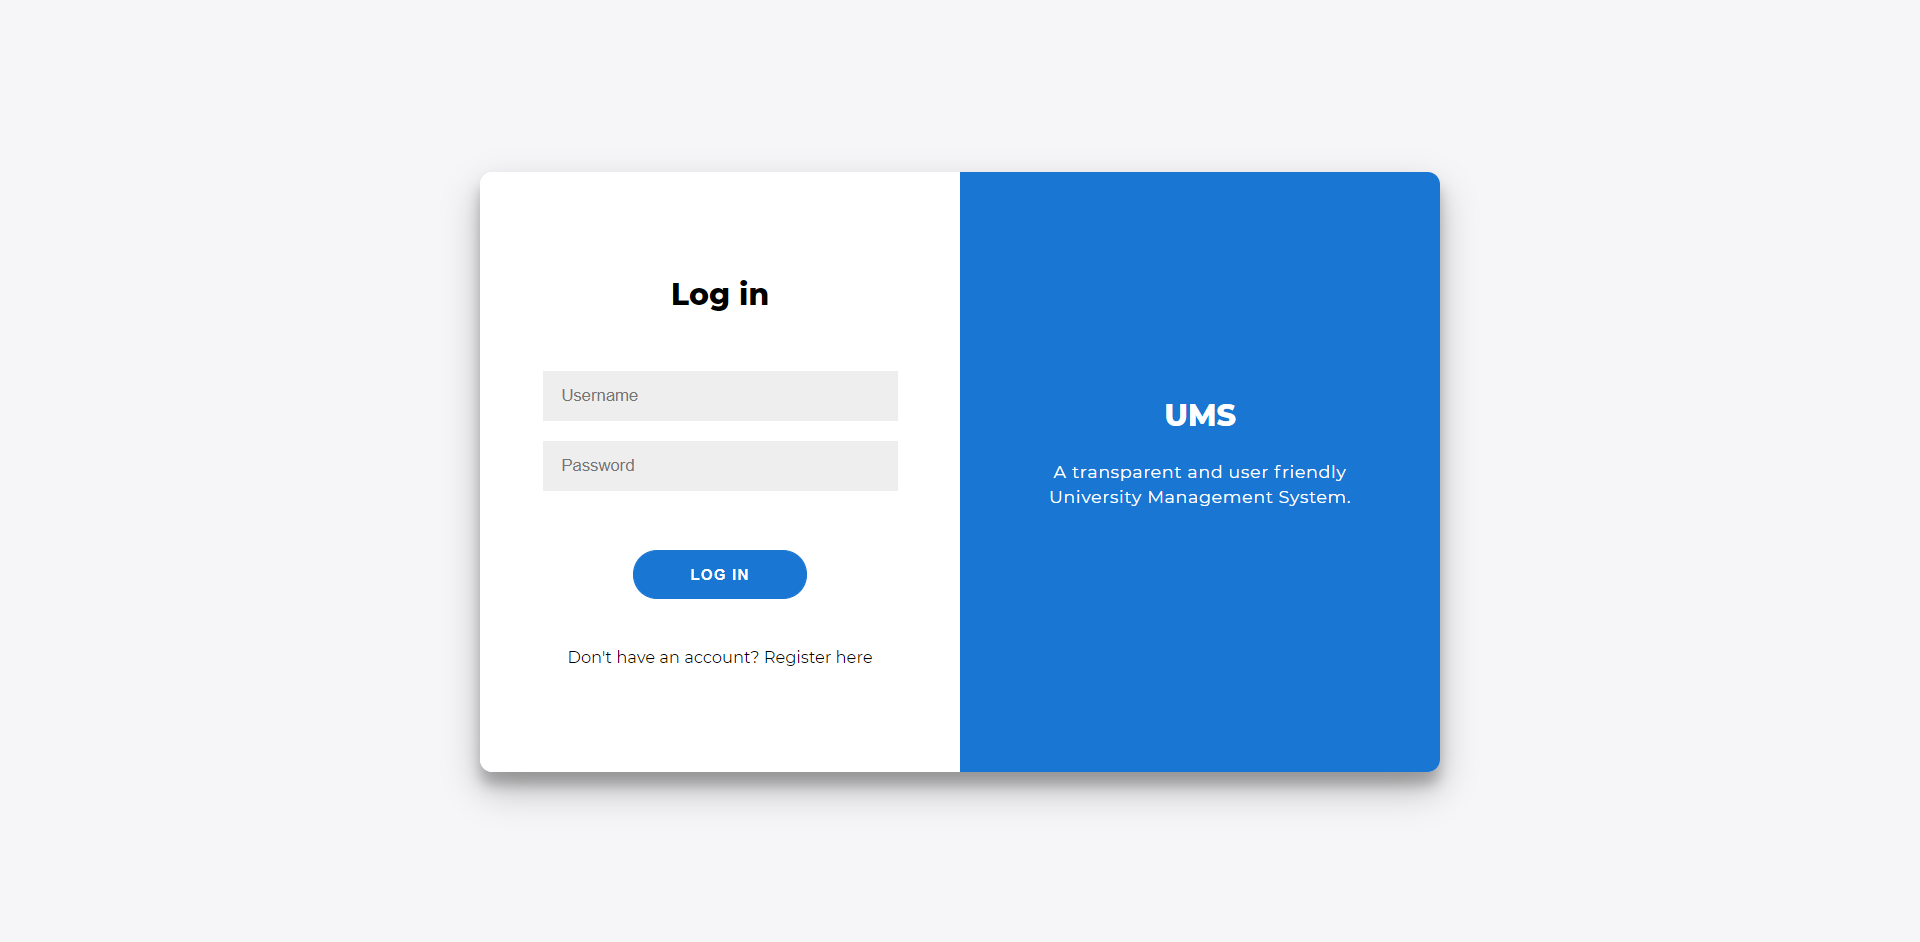 Log in
Username
Password
LOG IN
Don't have an account? Register here
UMS
A transparent and user friendly
University Management System.